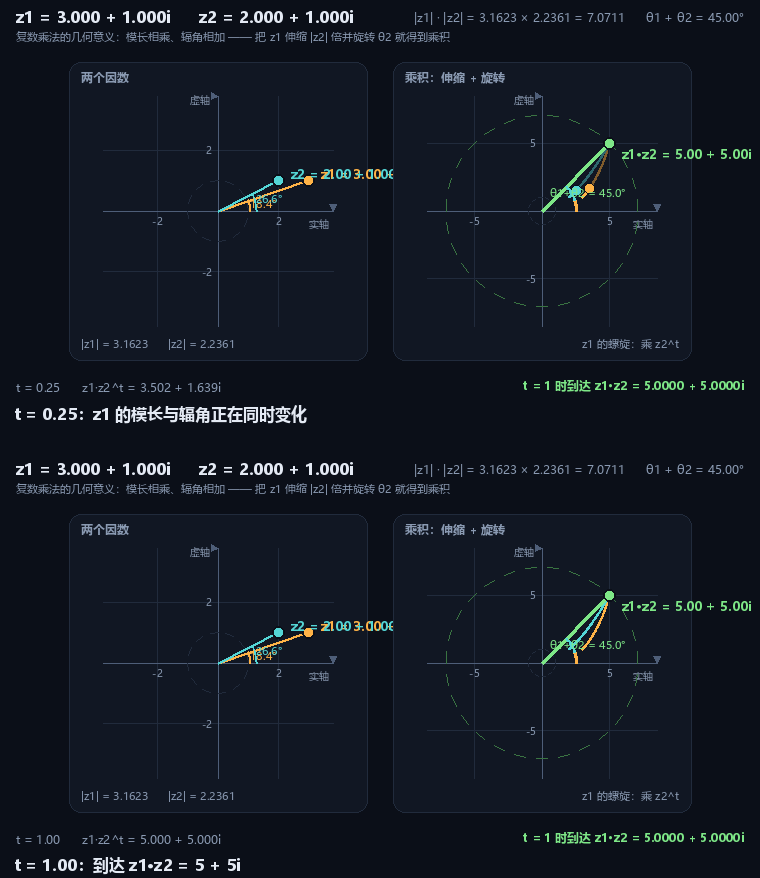 z1 = 3.000 + 1.000i z2 = 2.000 + 1.000i |z1| · |z2| = 3.1623 × 2.2361 = 7.0711 θ1 + θ2 = 45.00°
复数乘法的几何意义：模长相乘、辐角相加 —— 把 z1 伸缩 |z2| 倍并旋转 θ2 就得到乘积
两个因数
虚轴
2
-2
2
-2
实轴
|z1| = 3.1623 |z2| = 2.2361
乘积：伸缩 + 旋转
虚轴
5
z1•z2 = 5.00 + 5.00i
= 45.0°
-5
5
-5
实轴
z1 的螺旋：乘 z2^t
t = 0.25 z1·z2^t = 3.502 + 1.639i
t = 1 时到达 z1•z2 = 5.0000 + 5.0000i
t = 0.25：z1 的模长与辐角正在同时变化
z1 = 3.000 + 1.000i z2 = 2.000 + 1.000i |z1| · |z2| = 3.1623 × 2.2361 = 7.0711 θ1 + θ2 = 45.00°
复数乘法的几何意义：模长相乘、辐角相加 —— 把 z1 伸缩 |z2| 倍并旋转 θ2 就得到乘积
两个因数
虚轴
2
-2
2
-2
实轴
|z1| = 3.1623 |z2| = 2.2361
乘积：伸缩 + 旋转
虚轴
5
z1•z2 = 5.00 + 5.00i
= 45.0°
-5
5
-5
实轴
z1 的螺旋：乘 z2^t
t = 1.00 z1·z2^t = 5.000 + 5.000i
t = 1 时到达 z1•z2 = 5.0000 + 5.0000i
t = 1.00：到达 z1•z2 = 5 + 5i